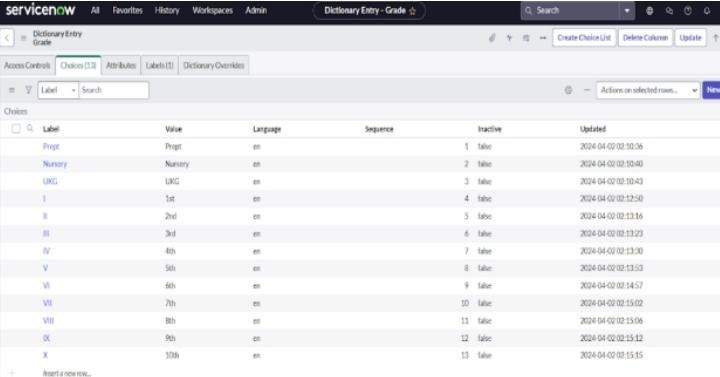 servicenow All Favorites History Workspaces Admin Dictionary Entry - Grade ☆ Search
Dictionary Entry
Grade
Create Choice List Delete Column Update
Access Controls Choices (13) Attributes Labels (1) Dictionary Overrides
Label Search Actions on selected rows... New
Choices
Label Value Language Sequence Inactive Updated
Prept Prept en 1 false 2024-04-02 02:10:36
Nursery Nursery en 2 false 2024-04-02 02:10:40
UKG UKG en 3 false 2024-04-02 02:10:43
I 1st en 4 false 2024-04-02 02:12:50
II 2nd en 5 false 2024-04-02 02:13:16
III 3rd en 6 false 2024-04-02 02:13:23
IV 4th en 7 false 2024-04-02 02:13:30
V 5th en 8 false 2024-04-02 02:13:53
VI 6th en 9 false 2024-04-02 02:14:57
VII 7th en 10 false 2024-04-02 02:15:02
VIII 8th en 11 false 2024-04-02 02:15:06
IX 9th en 12 false 2024-04-02 02:15:12
X 10th en 13 false 2024-04-02 02:15:15
Insert a new row...